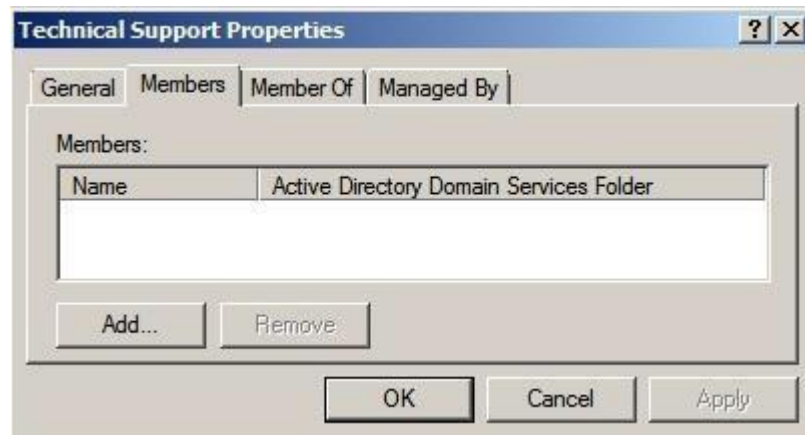 Technical Support Properties
General Members Member Of Managed By
Members:
Name Active Directory Domain Services Folder
Add... Remove
OK Cancel Apply